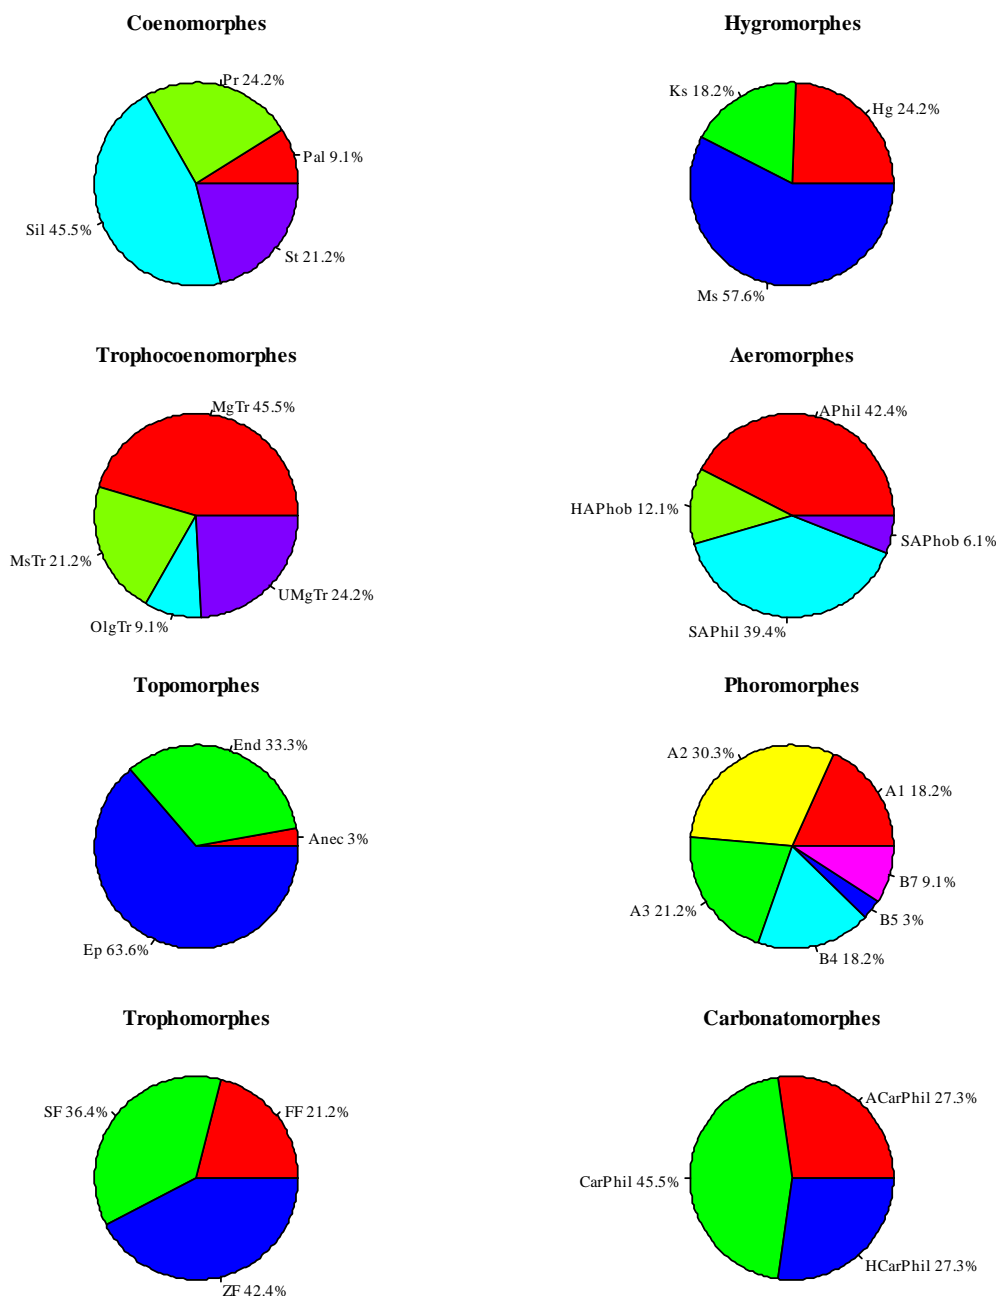 Coenomorphes
Pr 24.2%
Pal 9.1%
Sil 45.5%
St 21.2%
Hygromorphes
Ks 18.2%
Hg 24.2%
Ms 57.6%
Trophocoenomorphes
MgTr 45.5%
MsTr 21.2%
OlgTr 9.1%
UMgTr 24.2%
Aeromorphes
APhil 42.4%
HAPhob 12.1%
SAPhob 6.1%
SAPhil 39.4%
Topomorphes
End 33.3%
Anec 3%
Ep 63.6%
Phoromorphes
A2 30.3%
A1 18.2%
B7 9.1%
A3 21.2%
B5 3%
B4 18.2%
Trophomorphes
SF 36.4%
FF 21.2%
ZF 42.4%
Carbonatomorphes
ACarPhil 27.3%
CarPhil 45.5%
HCarPhil 27.3%